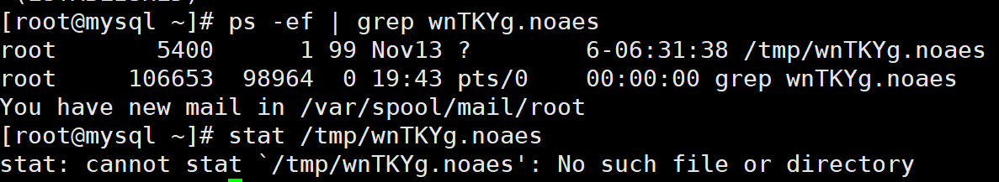 [root@mysql ~]# ps -ef | grep wnTKYg.noaes
root 5400 1 99 Nov13 ? 6-06:31:38 /tmp/wnTKYg.noaes
root 106653 98964 0 19:43 pts/0 00:00:00 grep wnTKYg.noaes
You have new mail in /var/spool/mail/root
[root@mysql ~]# stat /tmp/wnTKYg.noaes
stat: cannot stat `/tmp/wnTKYg.noaes': No such file or directory